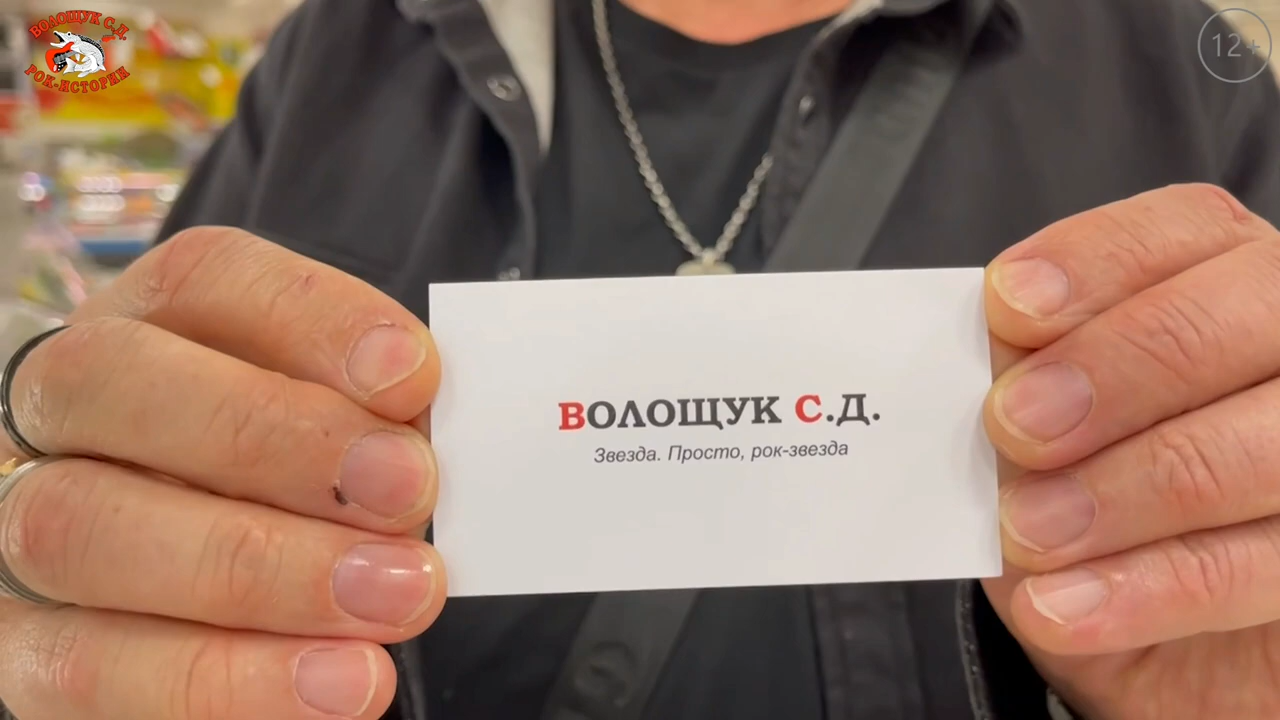 ВОЛОЩУК С.Д.
РОК-ИСТОРИИ
12+
ВОЛОЩУК С.Д.
Звезда. Просто, рок-звезда